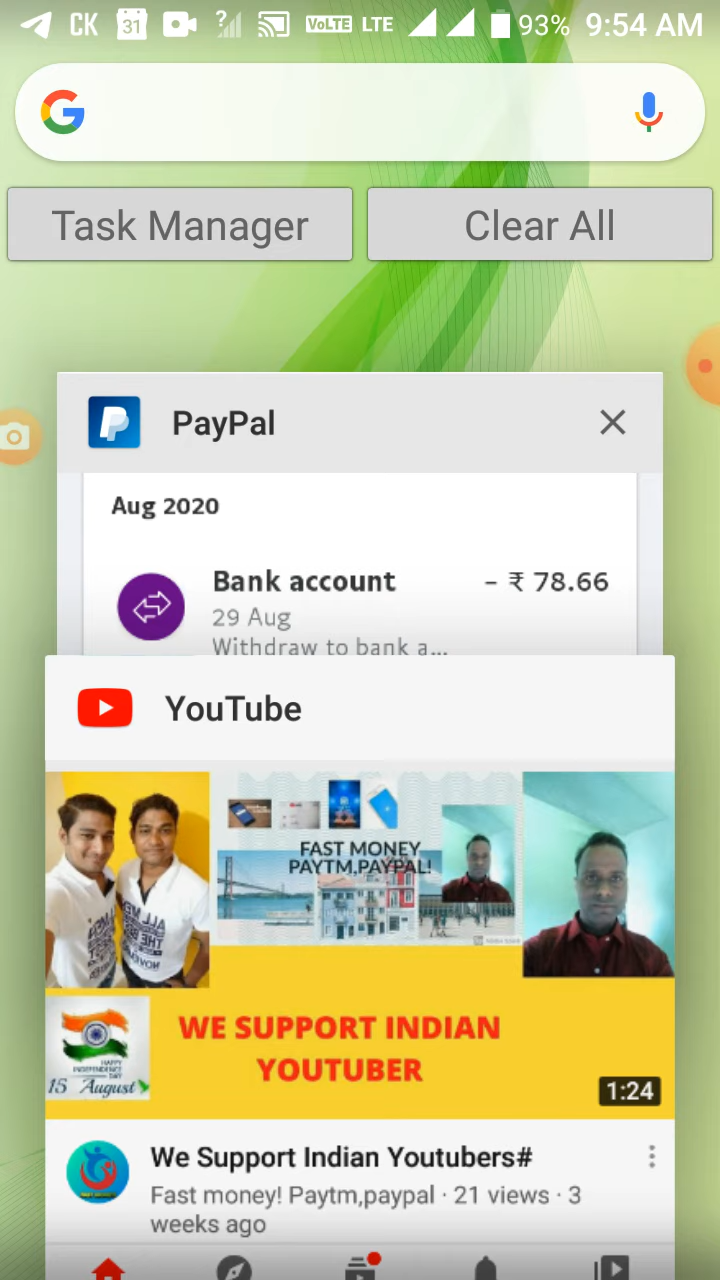 CK 31 ? VoLTE LTE 93% 9:54 AM
G
Task Manager Clear All
PayPal
Aug 2020
Bank account - ₹ 78.66
29 Aug
Withdraw to bank a...
YouTube
FAST MONEY
PAYTM,PAYPAL!
WE SUPPORT INDIAN
YOUTUBER
HAPPY
INDEPENDENCE
DAY
15 August
1:24
We Support Indian Youtubers#
Fast money! Paytm,paypal · 21 views · 3
weeks ago